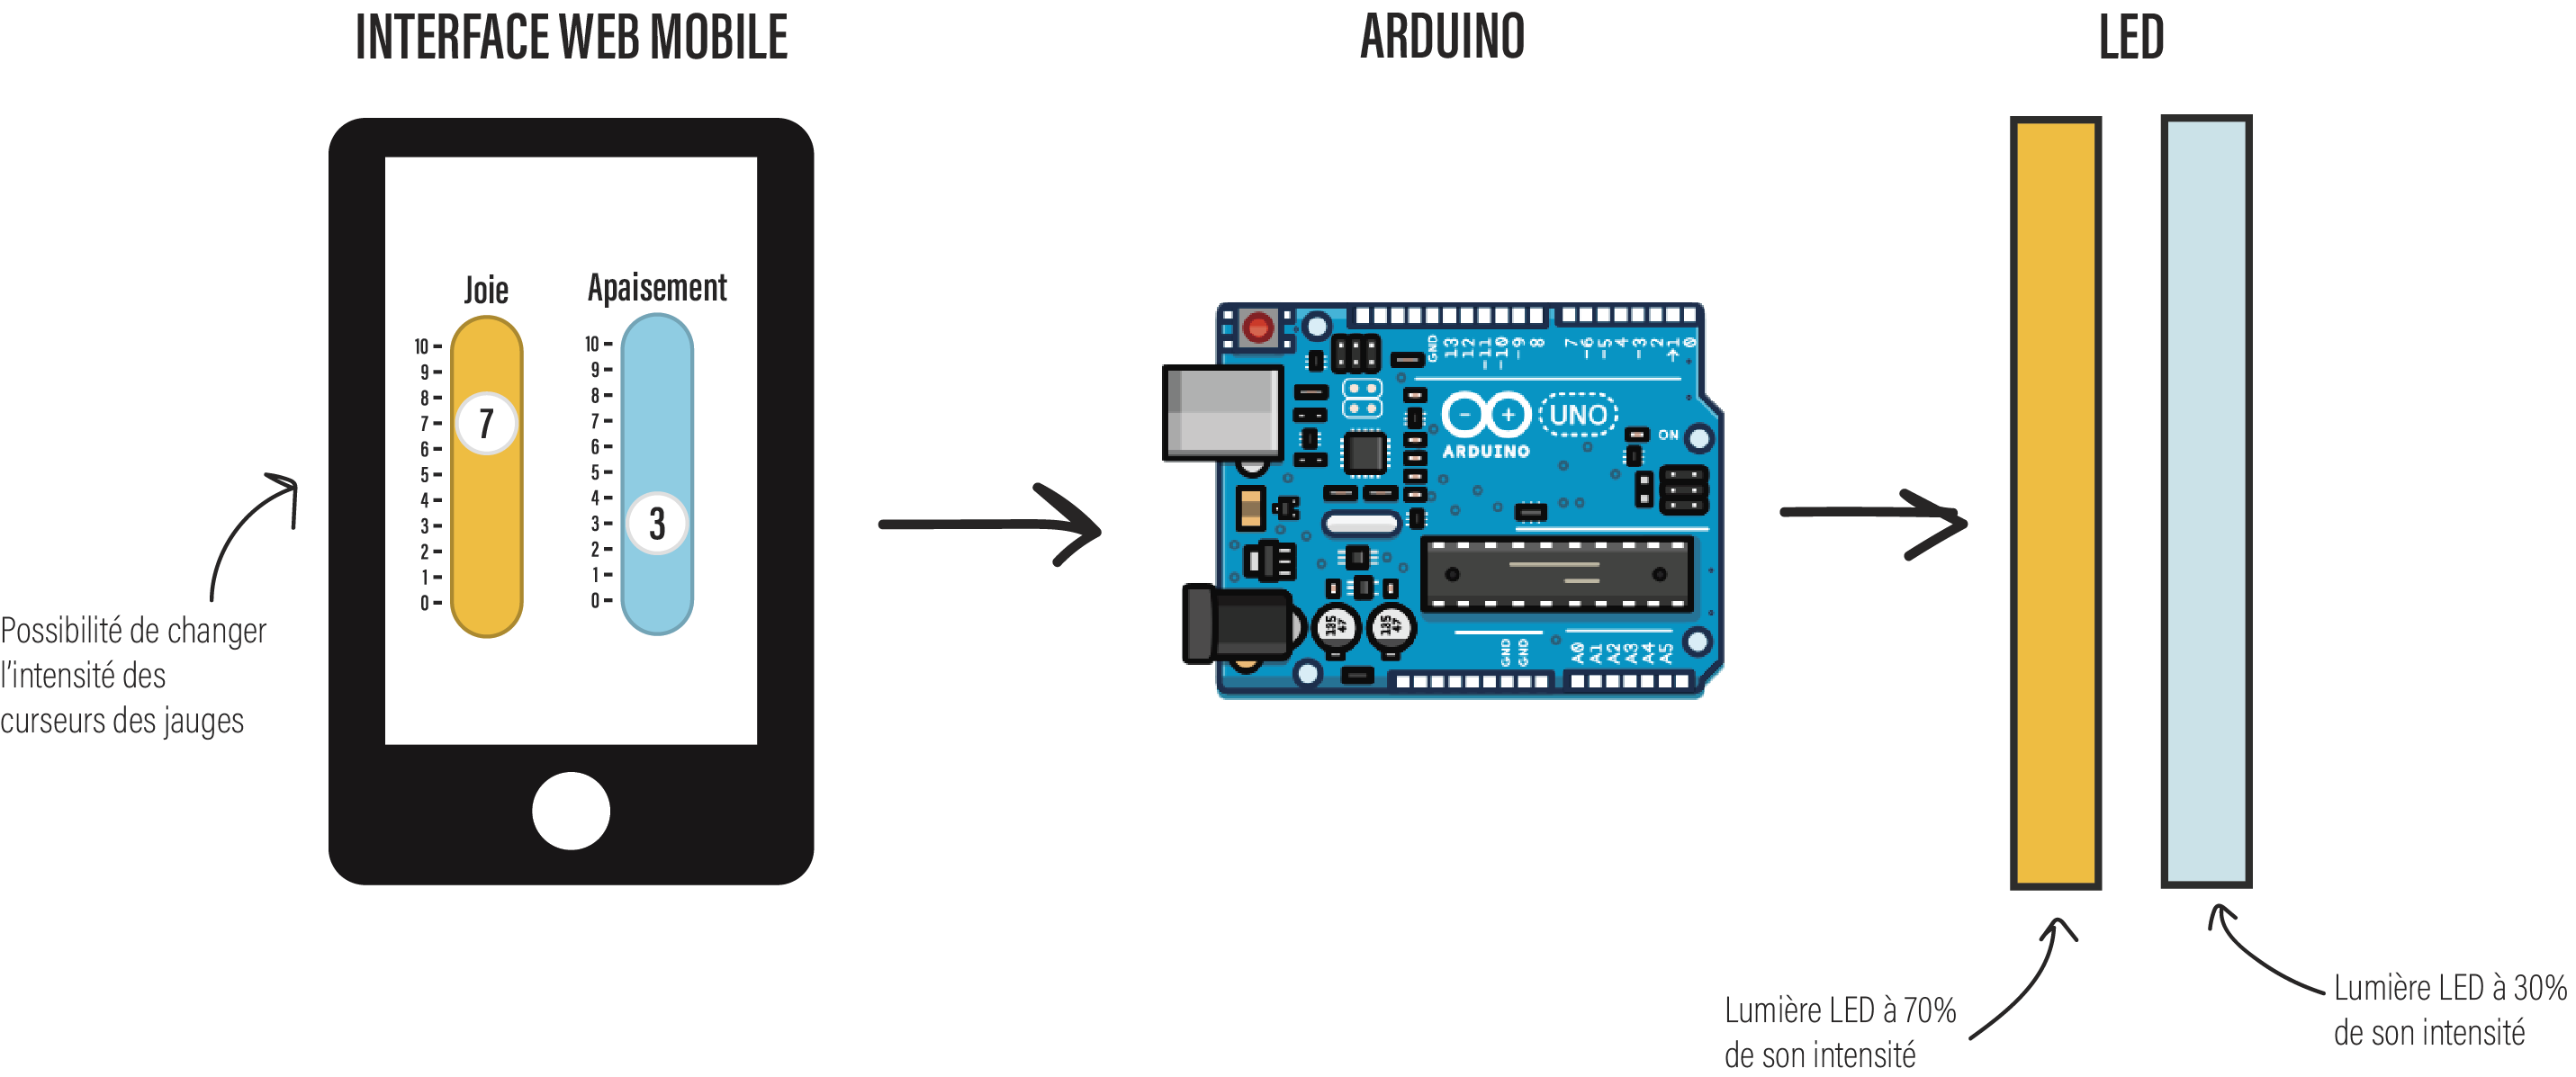 INTERFACE WEB MOBILE
ARDUINO
LED
Joie
Apaisement
10
9
8
7
6
5
4
3
2
1
0
7
10
9
8
7
6
5
4
3
2
1
0
3
Possibilité de changer
l'intensité des
curseurs des jauges
GND
13
12
~11
~10
~9
8
7
~6
~5
4
~3
2
→1
0
UNO
ARDUINO
ON
135
47
135
47
GND
GND
A0
A1
A2
A3
A4
A5
Lumière LED à 70%
de son intensité
Lumière LED à 30%
de son intensité